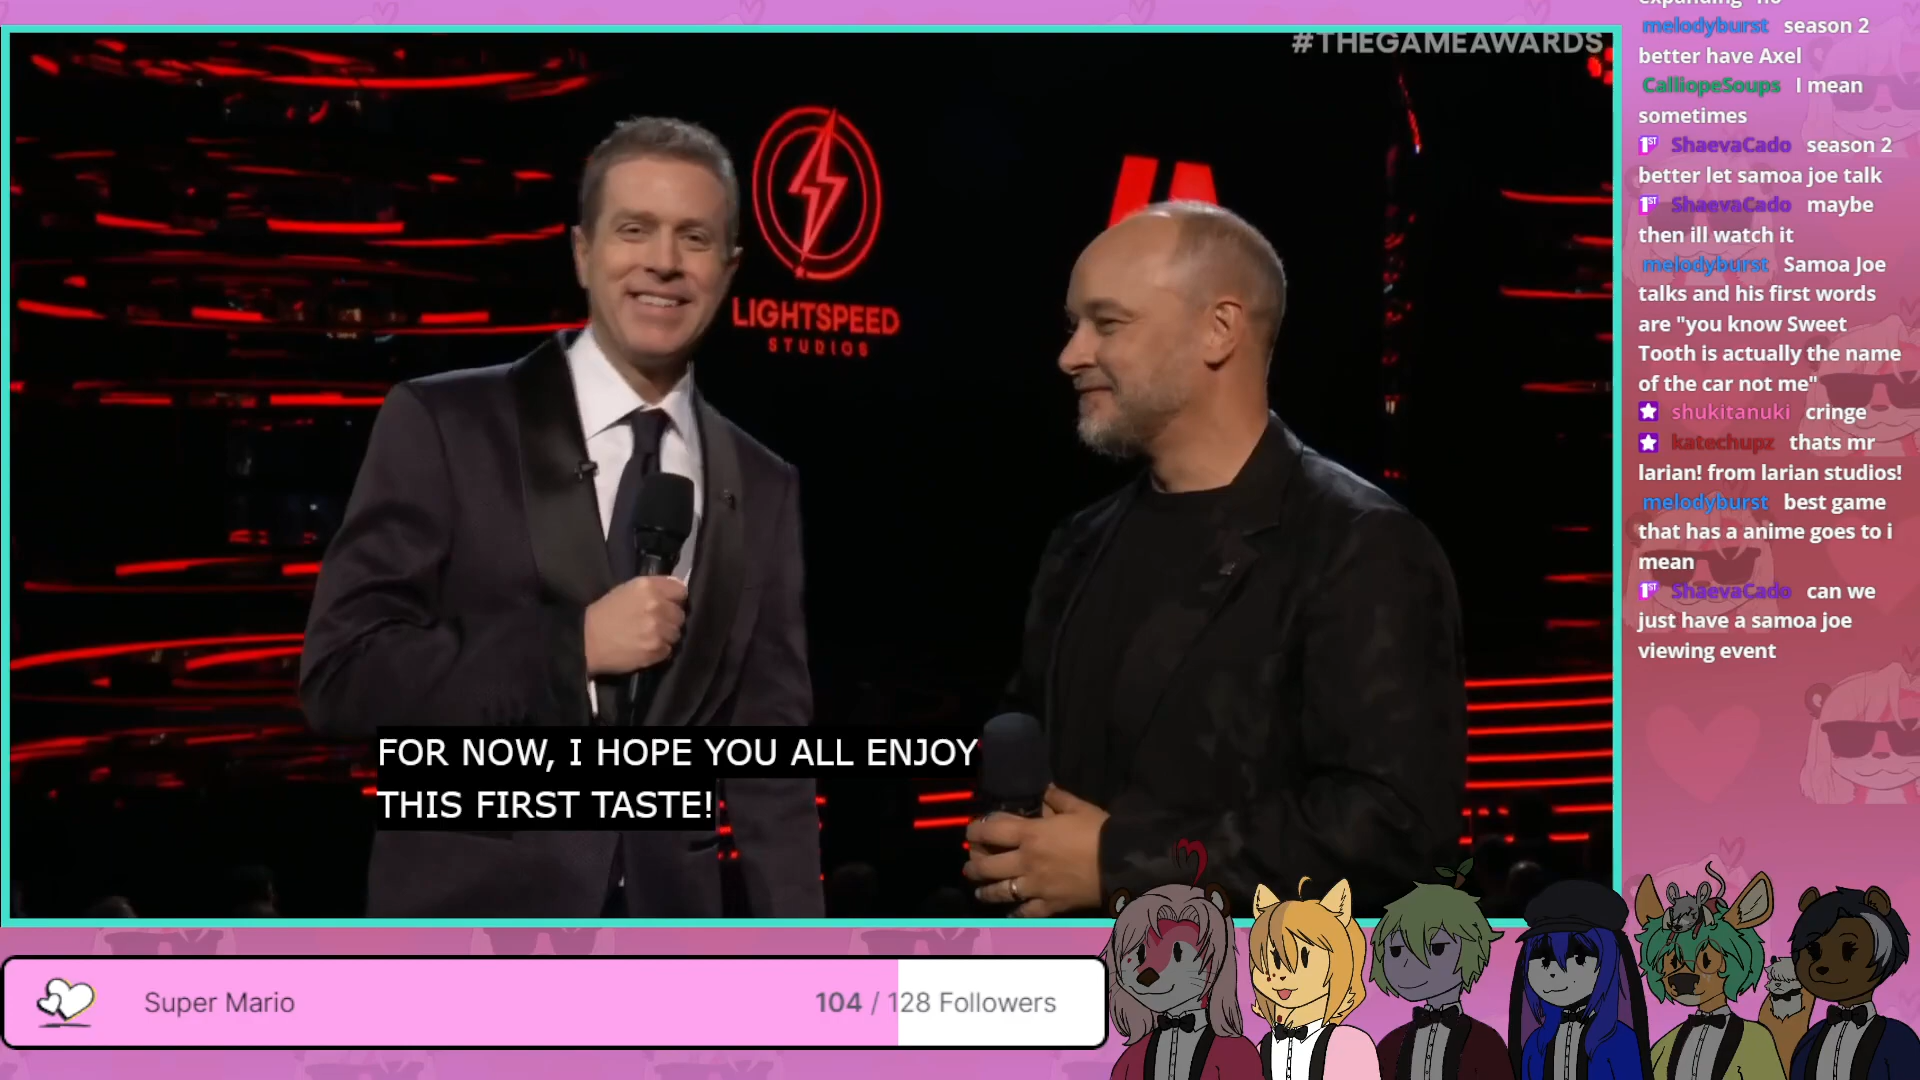 #THEGAMEAWARDS
LIGHTSPEED
STUDIOS
FOR NOW, I HOPE YOU ALL ENJOY
THIS FIRST TASTE!
melodyburst season 2
better have Axel
CalliopeSoups I mean
sometimes
1ST ShaevaCado season 2
better let samoa joe talk
1ST ShaevaCado maybe
then ill watch it
melodyburst Samoa Joe
talks and his first words
are "you know Sweet
Tooth is actually the name
of the car not me"
shukitanuki cringe
katechupz thats mr
larian! from larian studios!
melodyburst best game
that has a anime goes to i
mean
1ST ShaevaCado can we
just have a samoa joe
viewing event
Super Mario
104 / 128 Followers